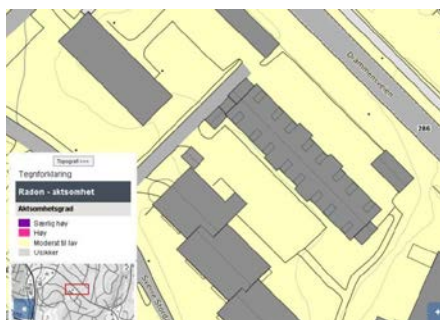 Drammensveien
286
Topografi >>>
Tegnforklaring
Radon - aktsomhet
Aktsomhetsgrad
Særlig høy
Høy
Moderat til lav
Usikker